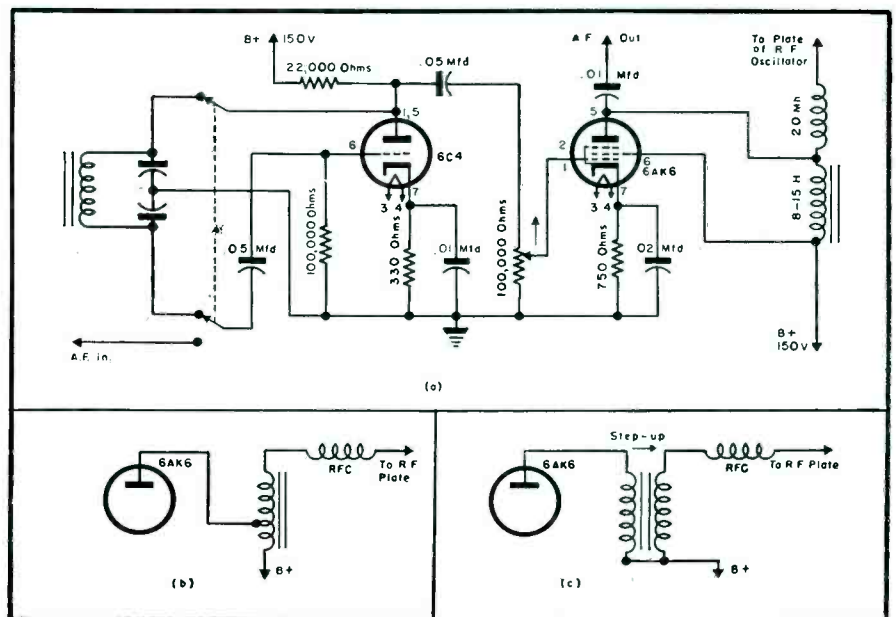 B+ 150V
22,000 Ohms
.05 Mfd
A.F. Out
.01 Mfd
To Plate
of R F
Oscillator
20 Mh
1, 5
6
6C4
7
3 4
5
2
1
6
6AK6
7
3 4
8-15 H
.05 Mfd
100,000 Ohms
330 Ohms
.01 Mfd
100,000 Ohms
750 Ohms
.02 Mfd
A.F. in.
B+
150V
(a)
6AK6
RFC
To R F
Plate
B+
(b)
Step-up
6AK6
RFC
To R F Plate
B+
(c)